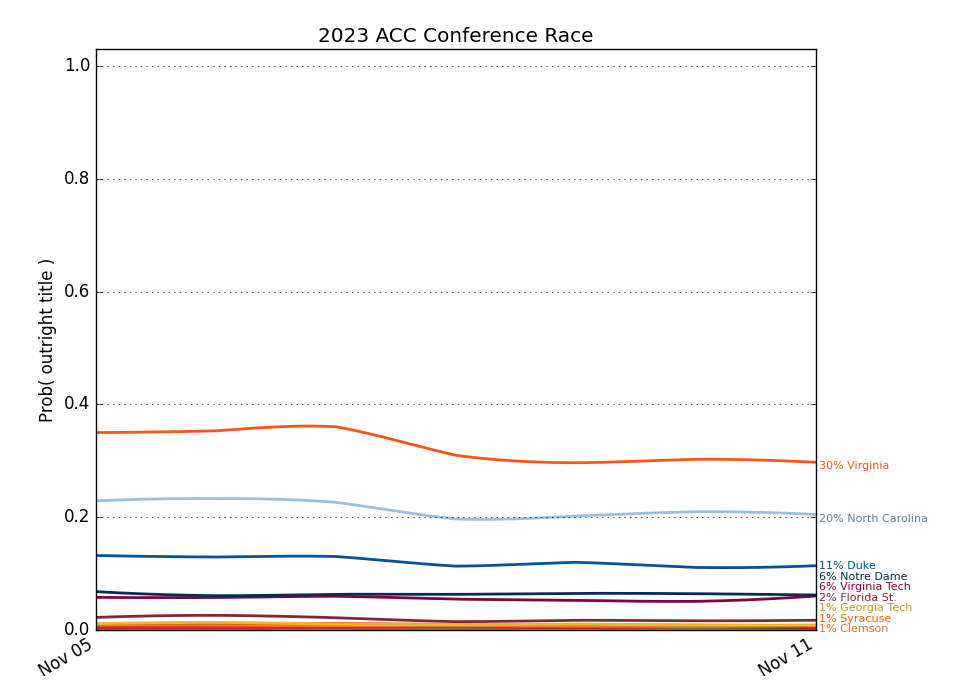 2023 ACC Conference Race
Prob( outright title )
1.0
0.8
0.6
0.4
0.2
0.0
Nov 05
Nov 11
30% Virginia
20% North Carolina
11% Duke
6% Notre Dame
6% Virginia Tech
2% Florida St.
1% Georgia Tech
1% Syracuse
1% Clemson